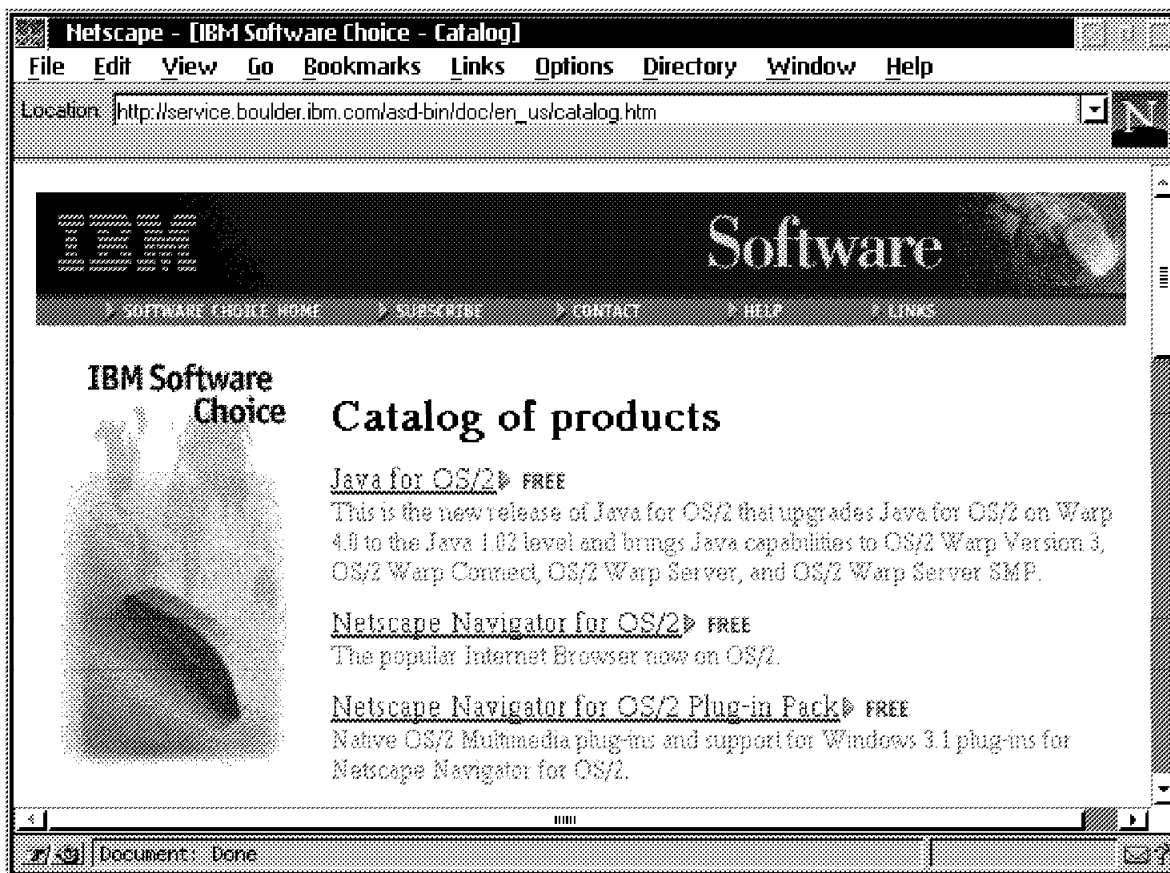 Netscape - [IBM Software Choice - Catalog]
File Edit View Go Bookmarks Links Options Directory Window Help
Location: http://service.boulder.ibm.com/asd-bin/doc/en_us/catalog.htm
N
IBM Software
SOFTWARE CHOICE HOME SUBSCRIBE CONTACT HELP LINKS
IBM Software
Choice
Catalog of products
Java for OS/2 FREE
This is the new release of Java for OS/2 that upgrades Java for OS/2 on Warp
4.0 to the Java 1.02 level and brings Java capabilities to OS/2 Warp Version 3,
OS/2 Warp Connect, OS/2 Warp Server, and OS/2 Warp Server SMP.
Netscape Navigator for OS/2 FREE
The popular Internet Browser now on OS/2.
Netscape Navigator for OS/2 Plug-in Pack FREE
Native OS/2 Multimedia plug-ins and support for Windows 3.1 plug-ins for
Netscape Navigator for OS/2.
Document: Done
?